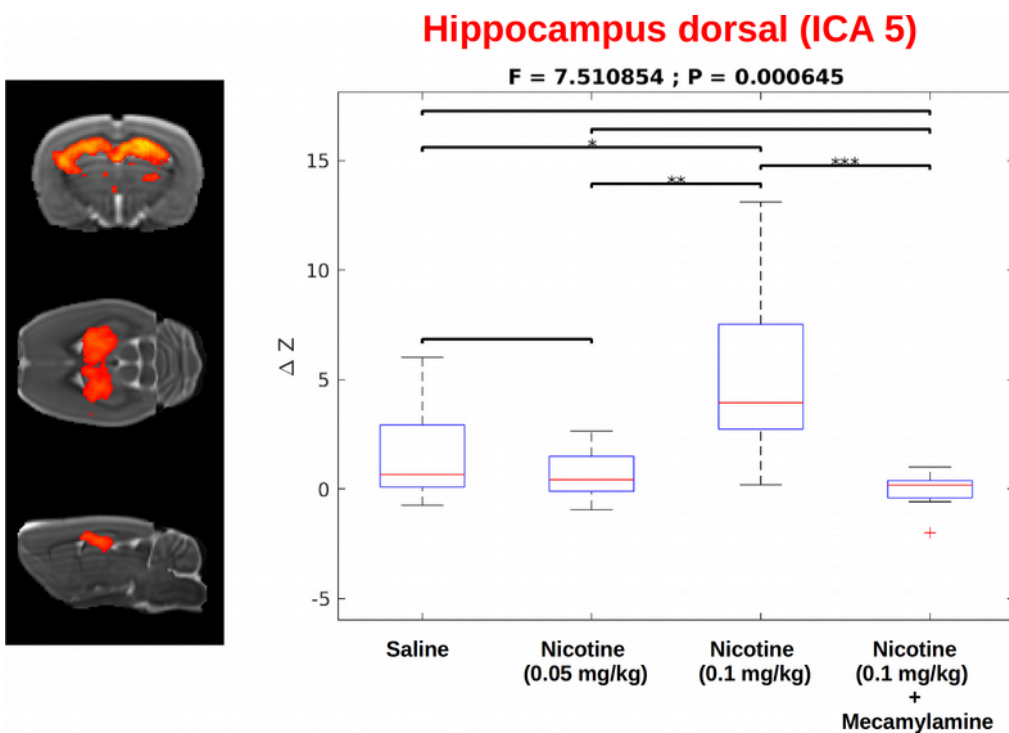 Hippocampus dorsal (ICA 5)
F = 7.510854 ; P = 0.000645
*
***
**
15
10
5
0
-5
Δ Z
+
Saline
Nicotine
(0.05 mg/kg)
Nicotine
(0.1 mg/kg)
Nicotine
(0.1 mg/kg)
+
Mecamylamine